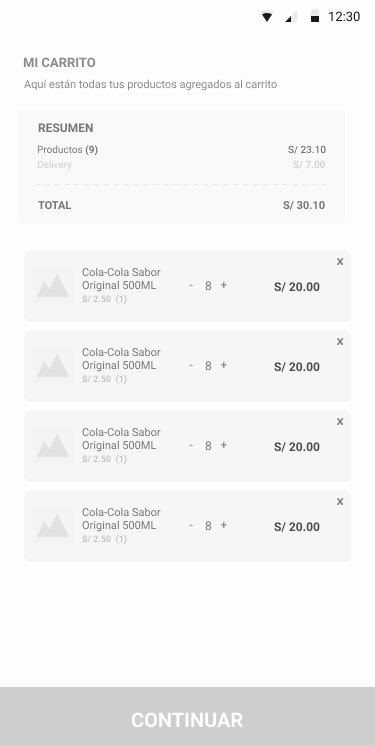 12:30
MI CARRITO
Aquí están todas tus productos agregados al carrito
RESUMEN
Productos (9) S/ 23.10
Delivery S/ 7.00
TOTAL S/ 30.10
x
Cola-Cola Sabor
Original 500ML
S/ 2.50 (1)
- 8 +
S/ 20.00
x
Cola-Cola Sabor
Original 500ML
S/ 2.50 (1)
- 8 +
S/ 20.00
x
Cola-Cola Sabor
Original 500ML
S/ 2.50 (1)
- 8 +
S/ 20.00
x
Cola-Cola Sabor
Original 500ML
S/ 2.50 (1)
- 8 +
S/ 20.00
CONTINUAR